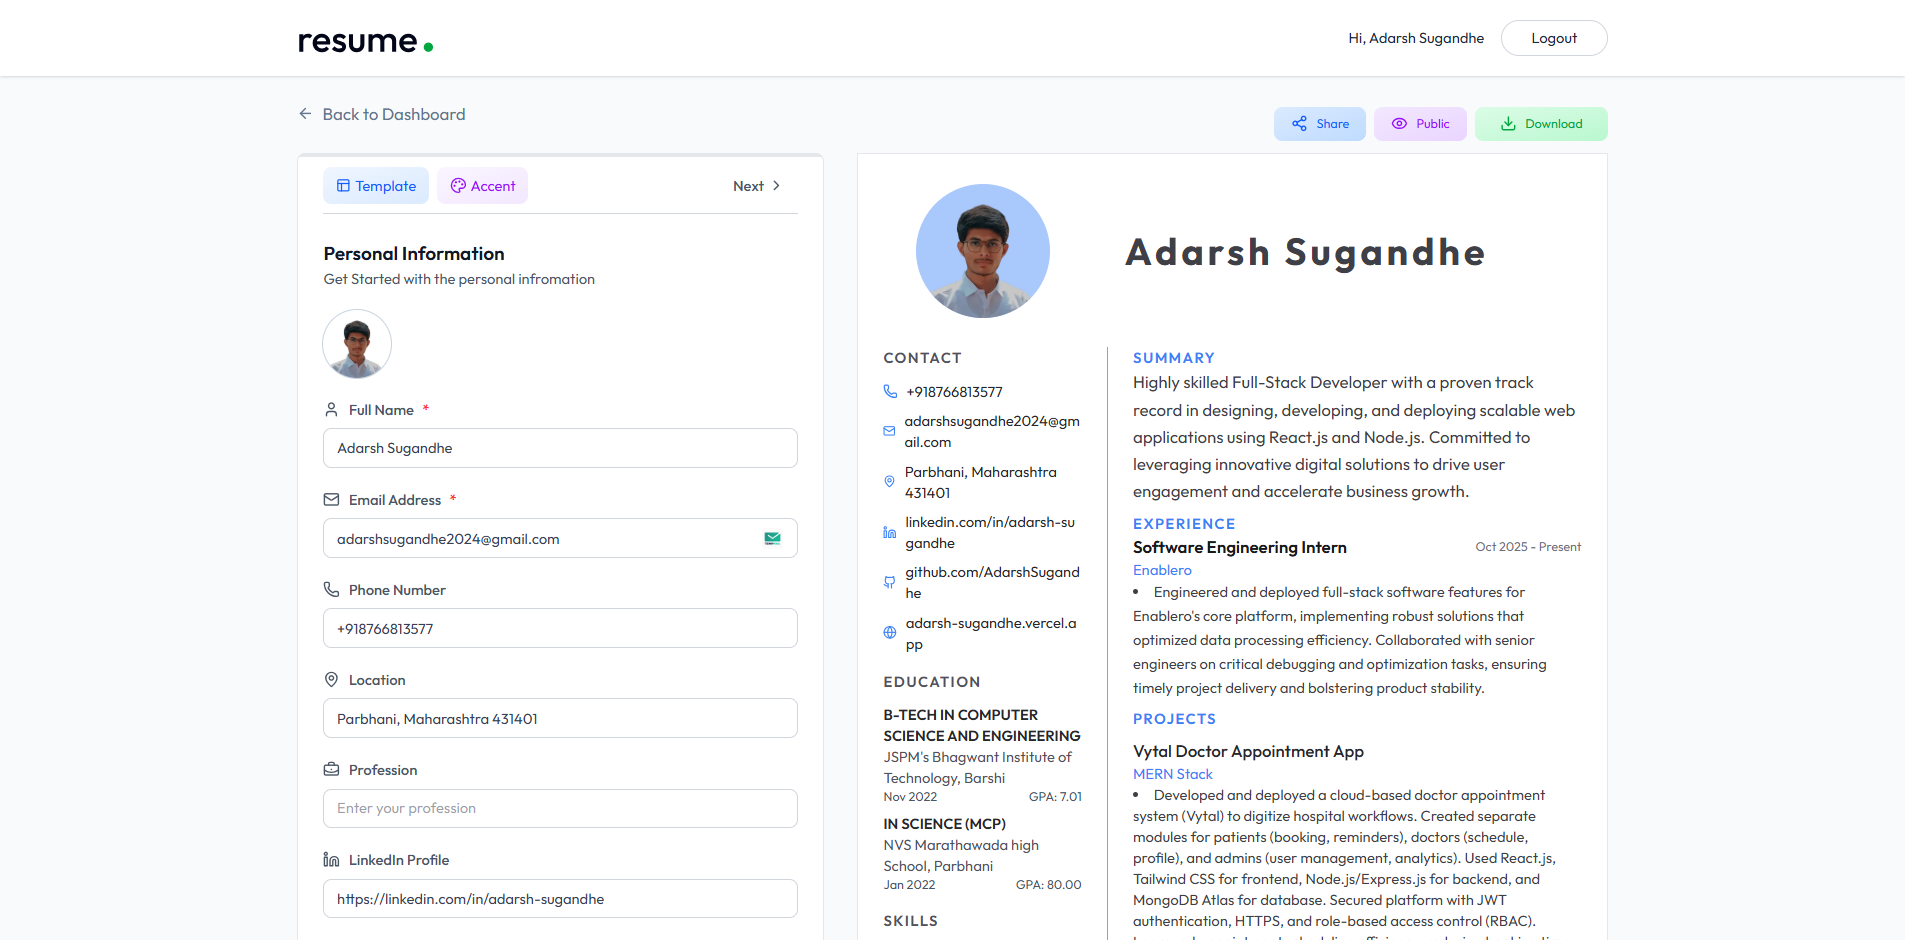 resume.
Hi, Adarsh Sugandhe
Logout
Back to Dashboard
Share
Public
Download
Template
Accent
Next
Personal Information
Get Started with the personal infromation
Full Name *
Adarsh Sugandhe
Email Address *
adarshsugandhe2024@gmail.com
Phone Number
+918766813577
Location
Parbhani, Maharashtra 431401
Profession
Enter your profession
LinkedIn Profile
https://linkedin.com/in/adarsh-sugandhe
Adarsh Sugandhe
CONTACT
+918766813577
adarshsugandhe2024@gm
ail.com
Parbhani, Maharashtra
431401
linkedin.com/in/adarsh-su
gandhe
github.com/AdarshSugand
he
adarsh-sugandhe.vercel.a
pp
EDUCATION
B-TECH IN COMPUTER
SCIENCE AND ENGINEERING
JSPM's Bhagwant Institute of
Technology, Barshi
Nov 2022 GPA: 7.01
IN SCIENCE (MCP)
NVS Marathawada high
School, Parbhani
Jan 2022 GPA: 80.00
SKILLS
SUMMARY
Highly skilled Full-Stack Developer with a proven track
record in designing, developing, and deploying scalable web
applications using React.js and Node.js. Committed to
leveraging innovative digital solutions to drive user
engagement and accelerate business growth.
EXPERIENCE
Software Engineering Intern Oct 2025 - Present
Enablero
• Engineered and deployed full-stack software features for
Enablero's core platform, implementing robust solutions that
optimized data processing efficiency. Collaborated with senior
engineers on critical debugging and optimization tasks, ensuring
timely project delivery and bolstering product stability.
PROJECTS
Vytal Doctor Appointment App
MERN Stack
• Developed and deployed a cloud-based doctor appointment
system (Vytal) to digitize hospital workflows. Created separate
modules for patients (booking, reminders), doctors (schedule,
profile), and admins (user management, analytics). Used React.js,
Tailwind CSS for frontend, Node.js/Express.js for backend, and
MongoDB Atlas for database. Secured platform with JWT
authentication, HTTPS, and role-based access control (RBAC).